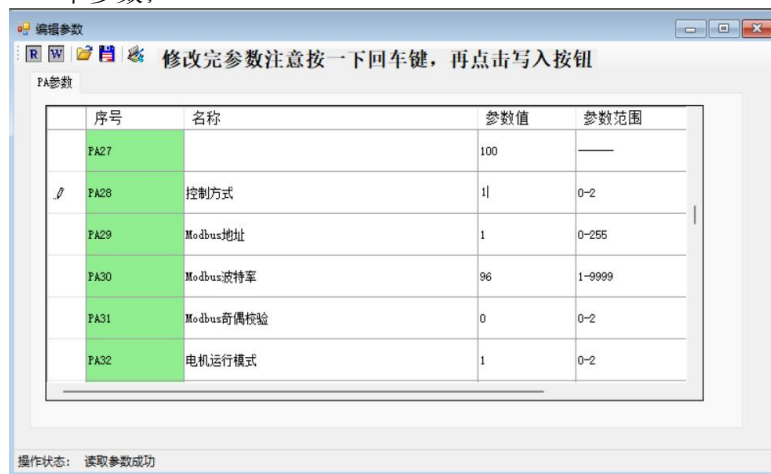 编辑参数
R W 修改完参数注意按一下回车键，再点击写入按钮
PA参数
序号 名称 参数值 参数范围
PA27 100 ———
PA28 控制方式 1 0-2
PA29 Modbus地址 1 0-255
PA30 Modbus波特率 96 1-9999
PA31 Modbus奇偶校验 0 0-2
PA32 电机运行模式 1 0-2
操作状态： 读取参数成功